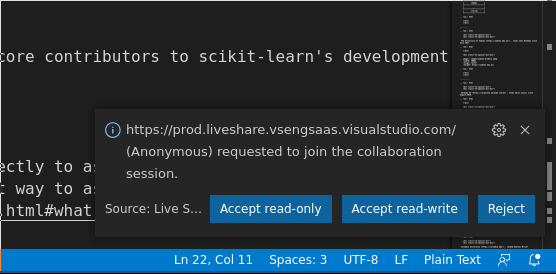 core contributors to scikit-learn's development
https://prod.liveshare.vsengsaas.visualstudio.com/
(Anonymous) requested to join the collaboration
session.
ectly to as
t way to as
.html#what
Source: Live S... Accept read-only Accept read-write Reject
Ln 22, Col 11 Spaces: 3 UTF-8 LF Plain Text